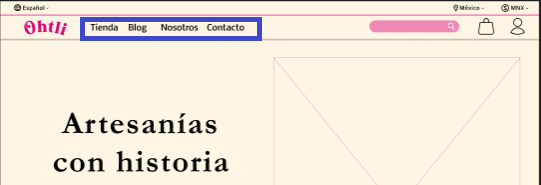 Español
México MNX
Ohtli Tienda Blog Nosotros Contacto
Artesanías
con historia